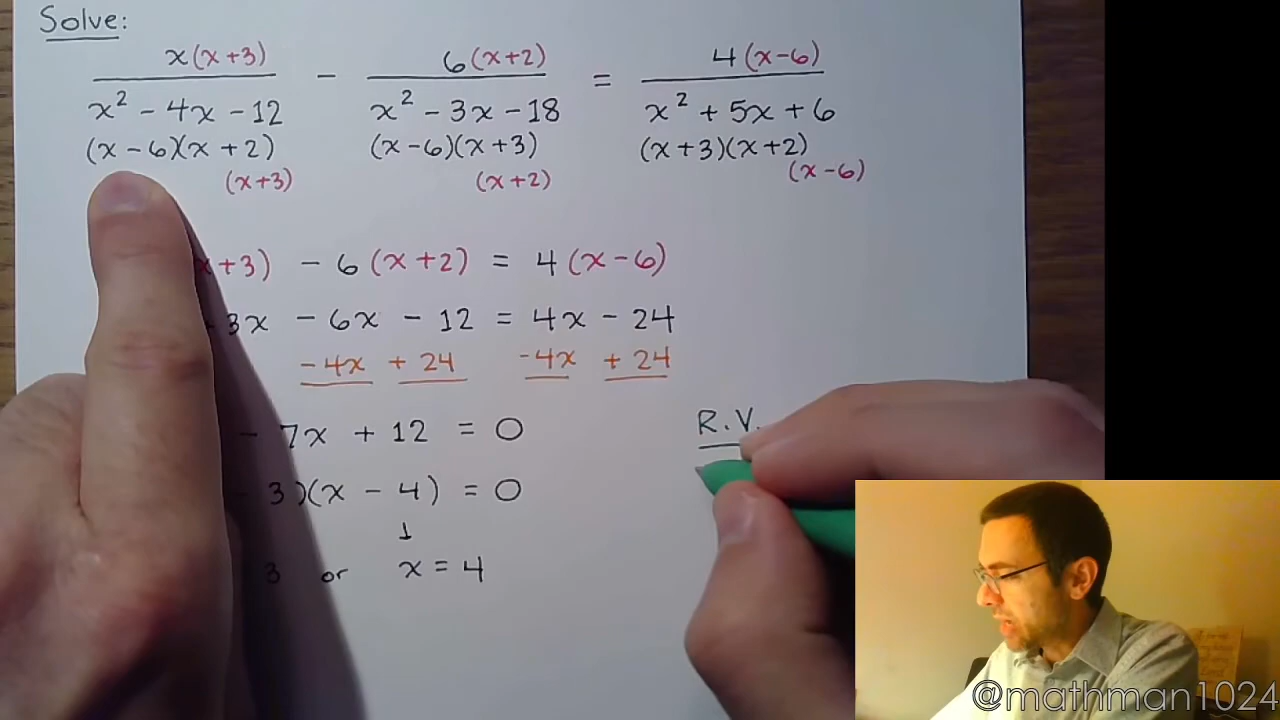 Solve:
x(x+3) 6(x+2) 4(x-6)
x² - 4x - 12 - x² - 3x - 18 = x² + 5x + 6
(x - 6)(x + 2) (x-6)(x+3) (x+3)(x+2)
(x+3) (x+2) (x-6)
x+3) - 6(x+2) = 4(x-6)
3x - 6x - 12 = 4x - 24
-4x + 24 -4x + 24
- 7x + 12 = 0
R.V.
- 3)(x - 4) = 0
3 or x = 4
@mathman1024